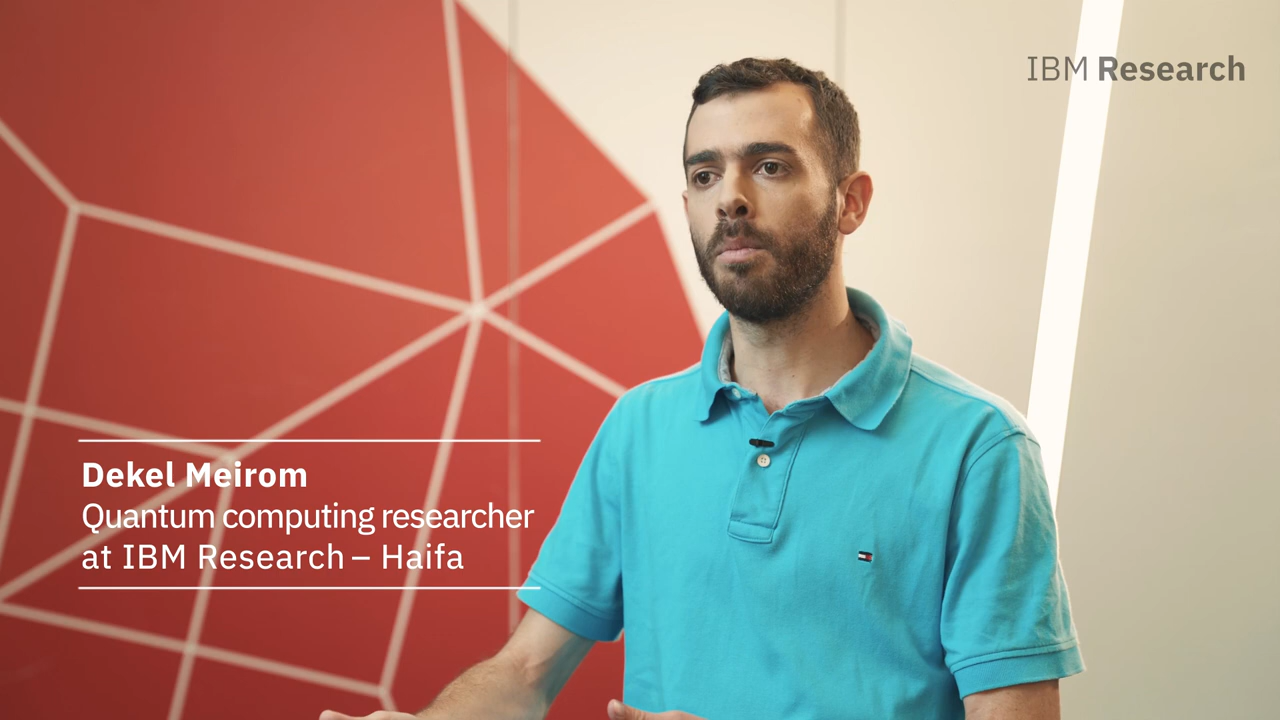 IBM Research
Dekel Meirom
Quantum computing researcher
at IBM Research – Haifa